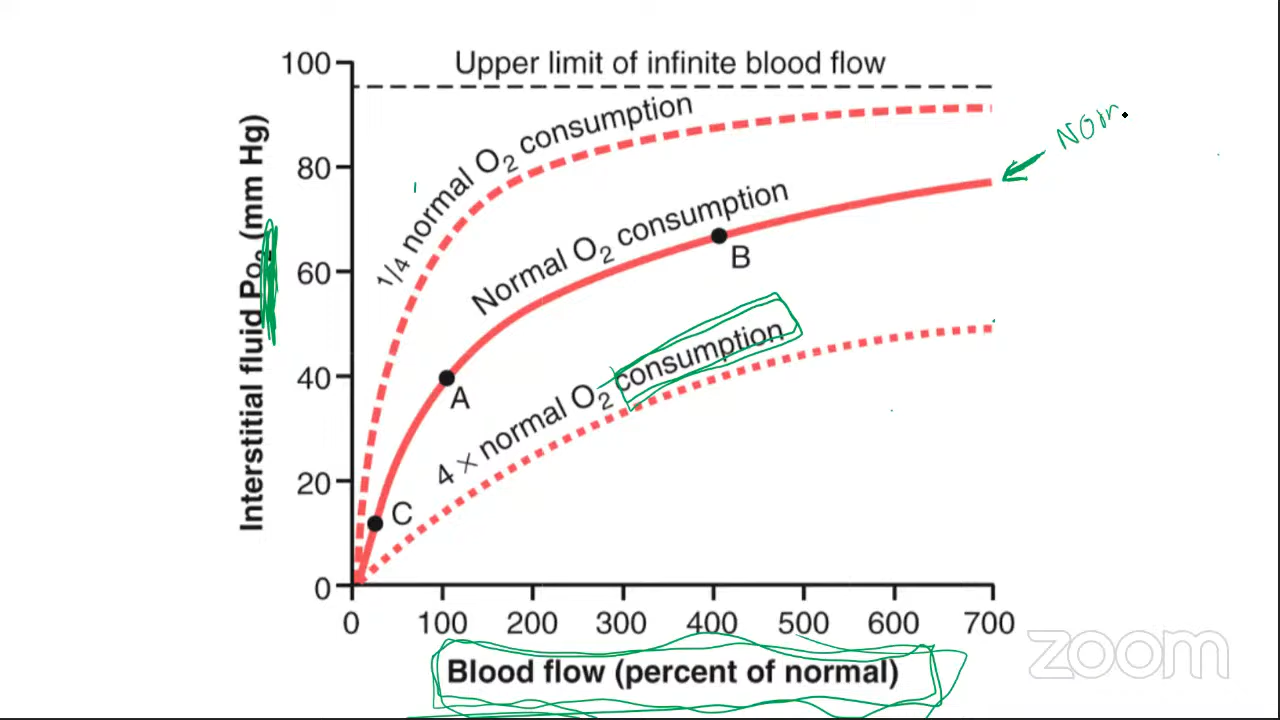 Upper limit of infinite blood flow
1/4 normal O2 consumption
Normal O2 consumption
4 × normal O2 consumption
Nor
A
B
C
Interstitial fluid Po2 (mm Hg)
100
80
60
40
20
0
0 100 200 300 400 500 600 700
Blood flow (percent of normal)
zoom